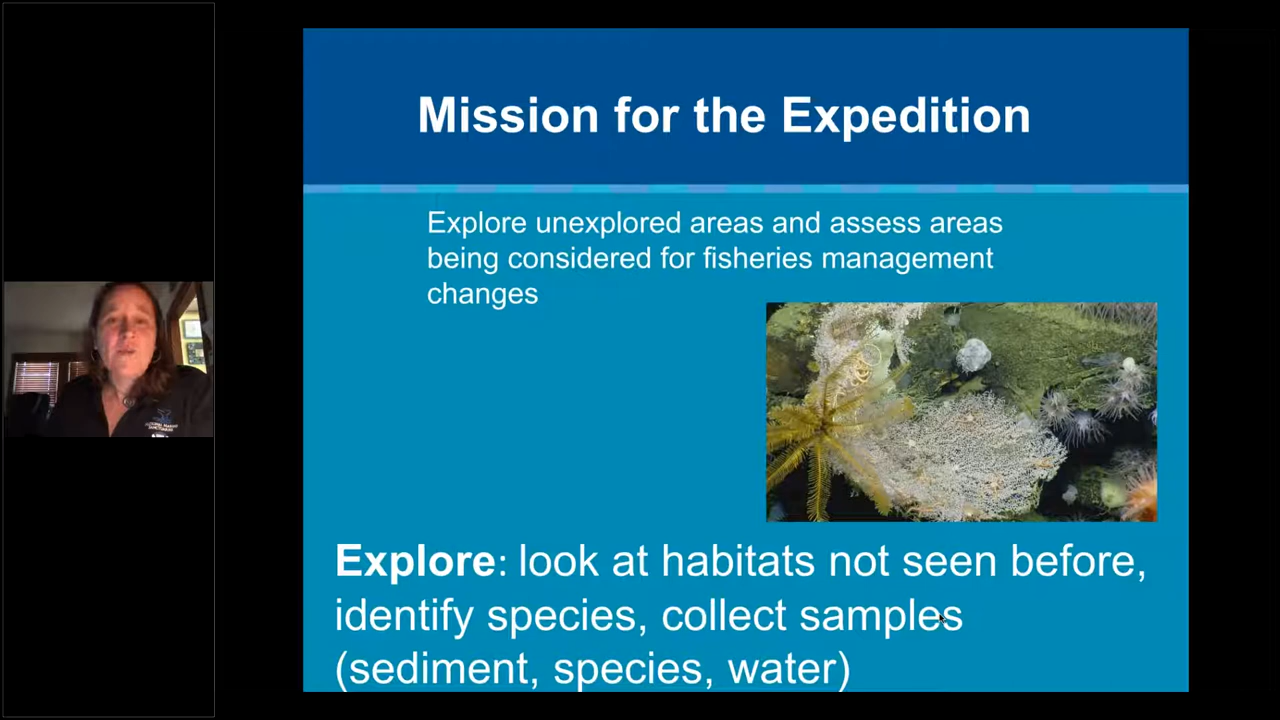 Mission for the Expedition
Explore unexplored areas and assess areas
being considered for fisheries management
changes
Explore: look at habitats not seen before,
identify species, collect samples
(sediment, species, water)